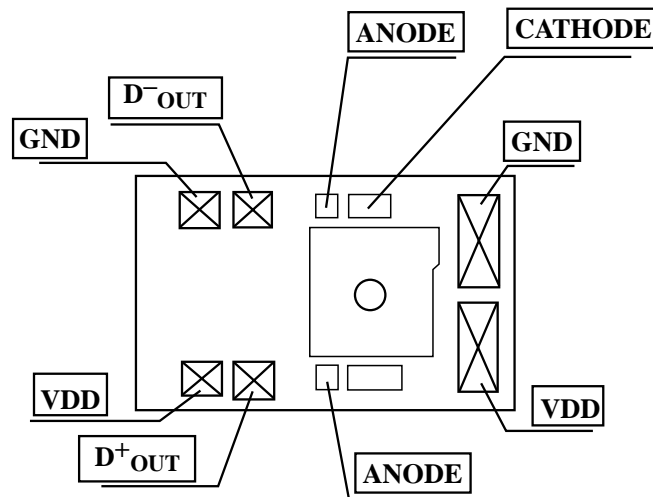 ANODE
CATHODE
D⁻OUT
GND
GND
VDD
VDD
D⁺OUT
ANODE